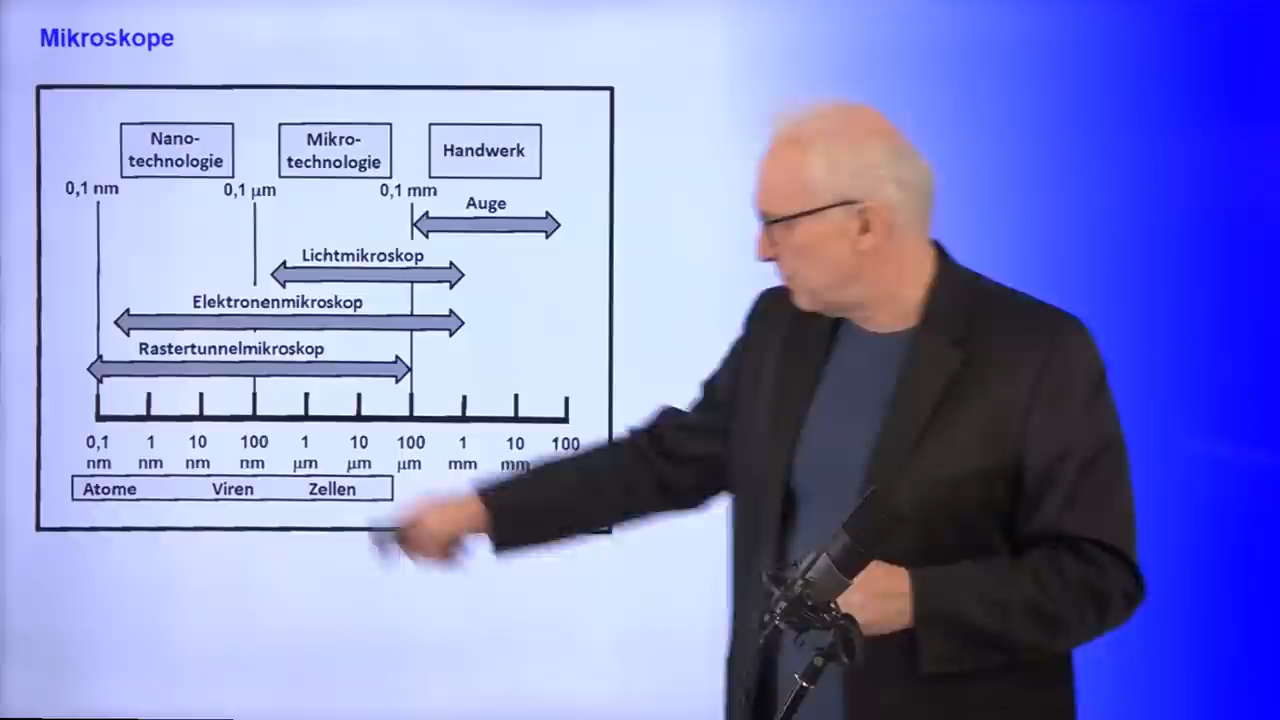 Mikroskope
Nano-
technologie
Mikro-
technologie
Handwerk
0,1 nm
0,1 µm
0,1 mm
Auge
Lichtmikroskop
Elektronenmikroskop
Rastertunnelmikroskop
0,1 1 10 100 1 10 100 1 10 100
nm nm nm nm µm µm µm mm mm
Atome Viren Zellen